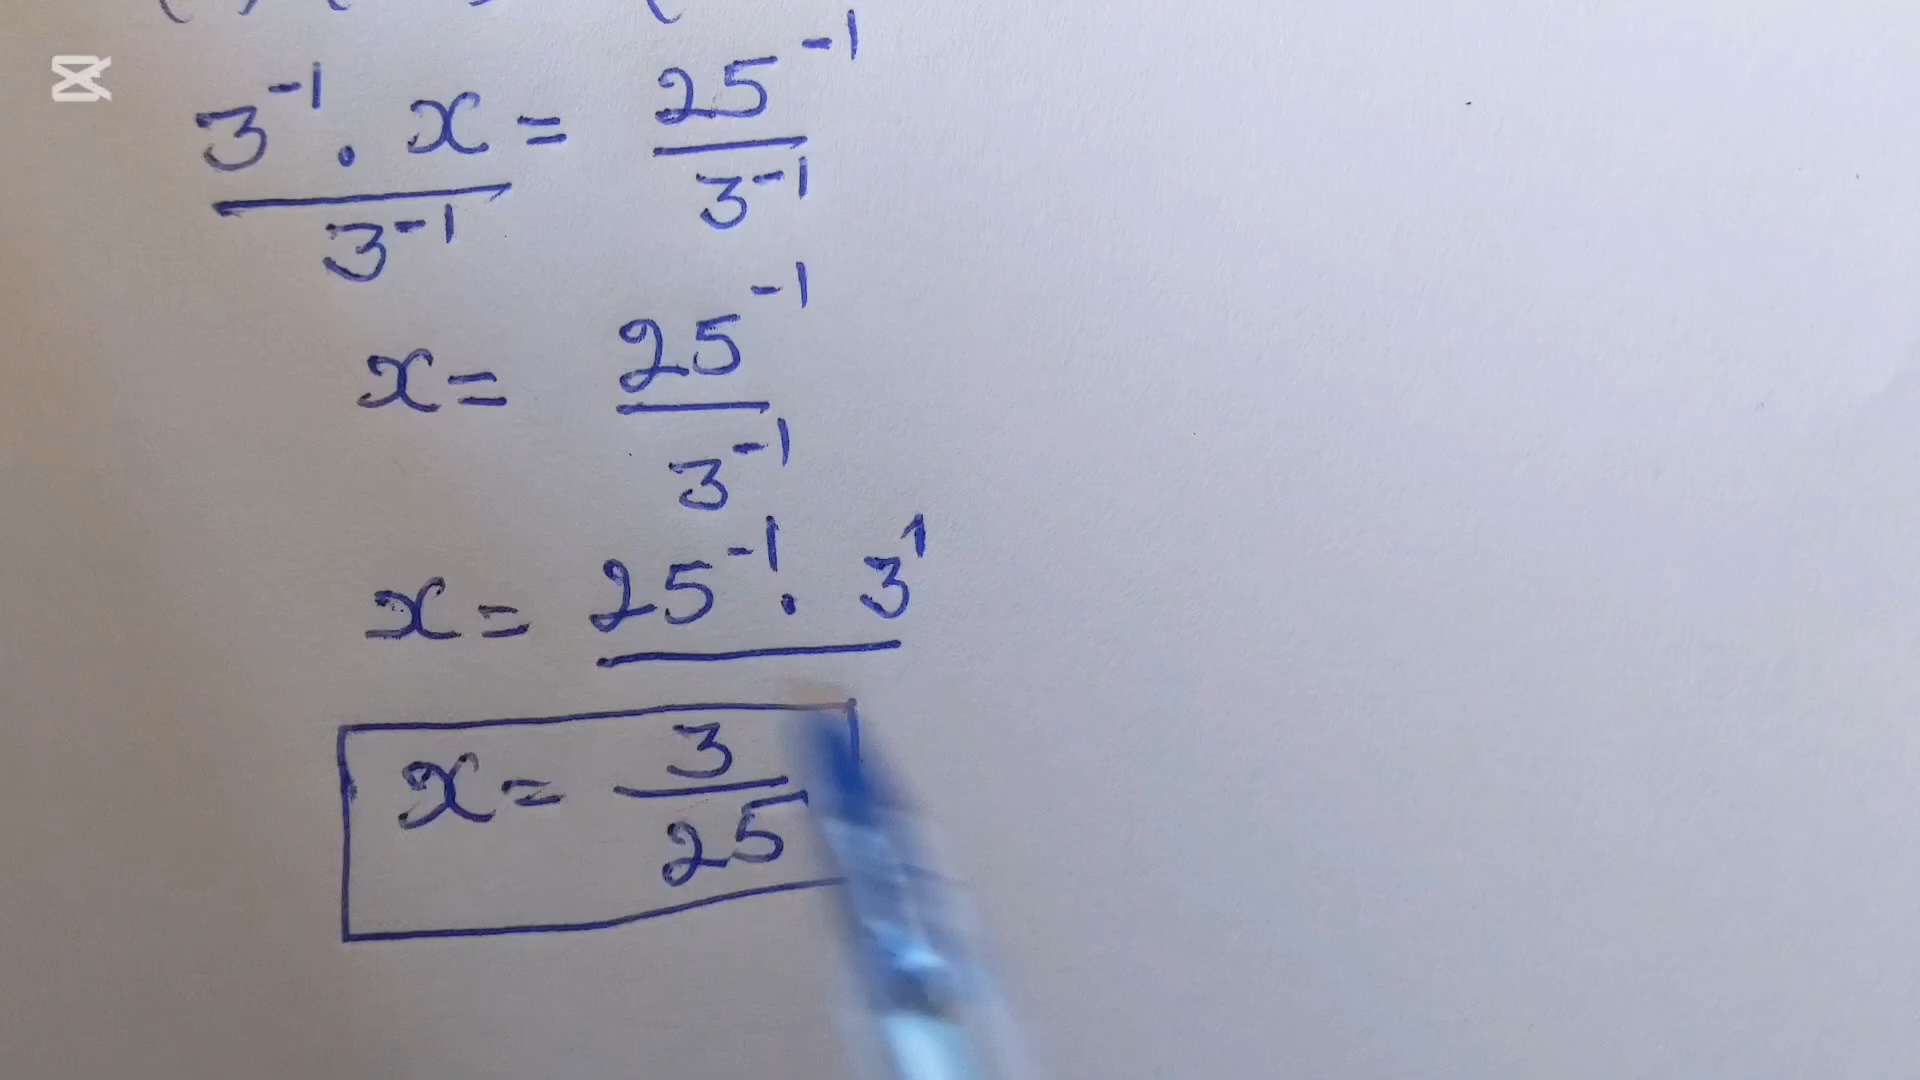 3⁻¹ . x = 25⁻¹
3⁻¹ 3⁻¹
x = 25⁻¹
3⁻¹
x = 25⁻¹ . 3¹
x = 3
25